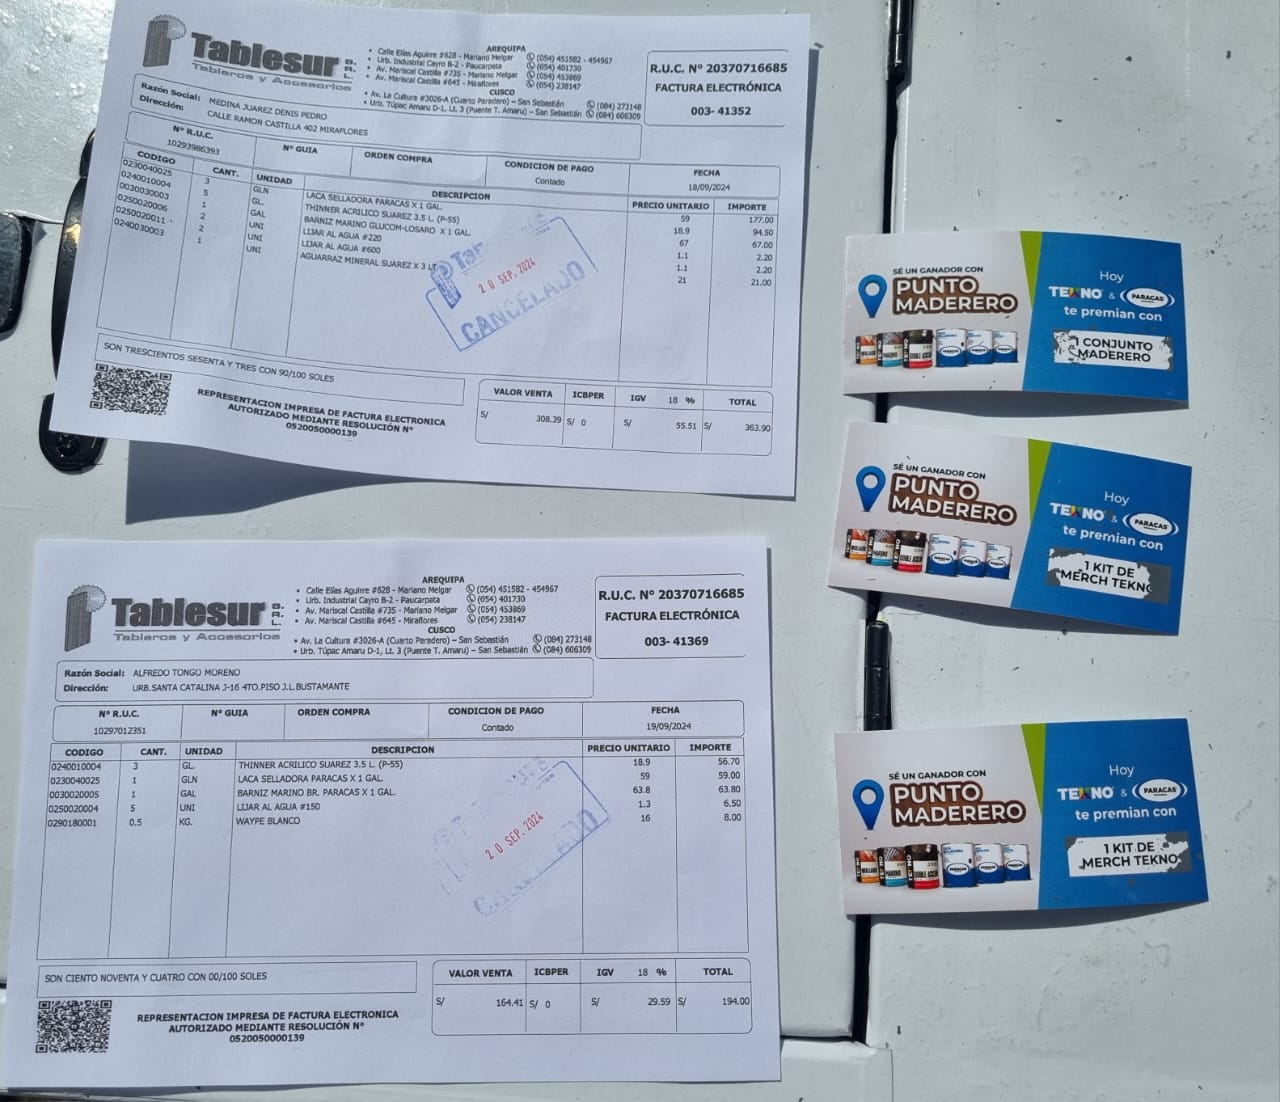 Tablesur S.R.L.
Tableros y Accesorios
AREQUIPA
• Calle Elías Aguirre #628 - Mariano Melgar (054) 451582 - 454967
• Urb. Industrial Cayro B-2 - Paucarpata (054) 401730
• Av. Mariscal Castilla #735 - Mariano Melgar (054) 453869
• Av. Mariscal Castilla #645 - Miraflores (054) 238147
CUSCO
• Av. La Cultura #3026-A (Cuarto Paradero) – San Sebastián (084) 273148
• Urb. Túpac Amaru D-1, Lt. 3 (Puente T. Amaru) – San Sebastián (084) 606309
R.U.C. N° 20370716685
FACTURA ELECTRÓNICA
003- 41352
Razón Social: MEDINA JUAREZ DENIS PEDRO
Dirección: CALLE RAMON CASTILLA 402 MIRAFLORES
N° R.U.C. N° GUIA ORDEN COMPRA CONDICION DE PAGO FECHA
10293986393 Contado 18/09/2024
CODIGO CANT. UNIDAD DESCRIPCION PRECIO UNITARIO IMPORTE
0230040025 3 GLN LACA SELLADORA PARACAS X 1 GAL. 59 177.00
0240010004 5 GL. THINNER ACRILICO SUAREZ 3.5 L. (P-55) 18.9 94.50
0030030003 1 GAL BARNIZ MARINO GLUCOM-LOSARO X 1 GAL. 67 67.00
0250020006 2 UNI LIJAR AL AGUA #220 1.1 2.20
0250020011 2 UNI LIJAR AL AGUA #600 1.1 2.20
0240030003 1 UNI AGUARRAZ MINERAL SUAREZ X 3 LT 21 21.00
20 SEP. 2024
CANCELADO
SON TRESCIENTOS SESENTA Y TRES CON 90/100 SOLES
REPRESENTACION IMPRESA DE FACTURA ELECTRONICA
AUTORIZADO MEDIANTE RESOLUCIÓN N°
0520050000139
VALOR VENTA ICBPER IGV 18 % TOTAL
S/ 308.39 S/ 0 S/ 55.51 S/ 363.90
Tablesur S.R.L.
Tableros y Accesorios
AREQUIPA
• Calle Elías Aguirre #628 - Mariano Melgar (054) 451582 - 454967
• Urb. Industrial Cayro B-2 - Paucarpata (054) 401730
• Av. Mariscal Castilla #735 - Mariano Melgar (054) 453869
• Av. Mariscal Castilla #645 - Miraflores (054) 238147
CUSCO
• Av. La Cultura #3026-A (Cuarto Paradero) – San Sebastián (084) 273148
• Urb. Túpac Amaru D-1, Lt. 3 (Puente T. Amaru) – San Sebastián (084) 606309
R.U.C. N° 20370716685
FACTURA ELECTRÓNICA
003- 41369
Razón Social: ALFREDO TONGO MORENO
Dirección: URB.SANTA CATALINA J-16 4TO.PISO J.L.BUSTAMANTE
N° R.U.C. N° GUIA ORDEN COMPRA CONDICION DE PAGO FECHA
10297012351 Contado 19/09/2024
CODIGO CANT. UNIDAD DESCRIPCION PRECIO UNITARIO IMPORTE
0240010004 3 GL. THINNER ACRILICO SUAREZ 3.5 L. (P-55) 18.9 56.70
0230040025 1 GLN LACA SELLADORA PARACAS X 1 GAL. 59 59.00
0030020005 1 GAL BARNIZ MARINO BR. PARACAS X 1 GAL. 63.8 63.80
0250020004 5 UNI LIJAR AL AGUA #150 1.3 6.50
0290180001 0.5 KG. WAYPE BLANCO 16 8.00
20 SEP. 2024
SON CIENTO NOVENTA Y CUATRO CON 00/100 SOLES
REPRESENTACION IMPRESA DE FACTURA ELECTRONICA
AUTORIZADO MEDIANTE RESOLUCIÓN N°
0520050000139
VALOR VENTA ICBPER IGV 18 % TOTAL
S/ 164.41 S/ 0 S/ 29.59 S/ 194.00
SÉ UN GANADOR CON
PUNTO
MADERERO
Hoy
TEKNO & PARACAS
te premian con
1 CONJUNTO
MADERERO
SÉ UN GANADOR CON
PUNTO
MADERERO
Hoy
TEKNO & PARACAS
te premian con
1 KIT DE
MERCH TEKNO
SÉ UN GANADOR CON
PUNTO
MADERERO
Hoy
TEKNO & PARACAS
te premian con
1 KIT DE
MERCH TEKNO